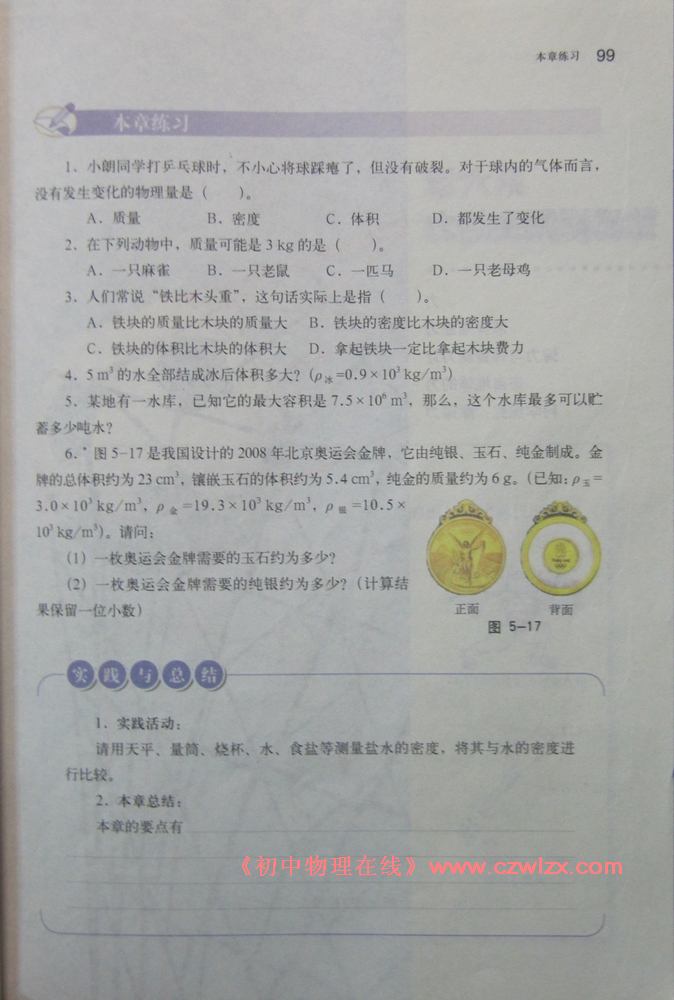 本章练习 99
本章练习
1、小朗同学打乒乓球时，不小心将球踩瘪了，但没有破裂。对于球内的气体而言，
没有发生变化的物理量是（ ）。
A．质量 B．密度 C．体积 D．都发生了变化
2．在下列动物中，质量可能是 3 kg 的是（ ）。
A．一只麻雀 B．一只老鼠 C．一匹马 D．一只老母鸡
3．人们常说“铁比木头重”，这句话实际上是指（ ）。
A．铁块的质量比木块的质量大 B．铁块的密度比木块的密度大
C．铁块的体积比木块的体积大 D．拿起铁块一定比拿起木块费力
4．5 m³ 的水全部结成冰后体积多大？（ρ冰=0.9×10³ kg/m³）
5．某地有一水库，已知它的最大容积是 7.5×10⁶ m³，那么，这个水库最多可以贮
蓄多少吨水？
6．* 图 5-17 是我国设计的 2008 年北京奥运会金牌，它由纯银、玉石、纯金制成。金
牌的总体积约为 23 cm³，镶嵌玉石的体积约为 5.4 cm³，纯金的质量约为 6 g。（已知：ρ玉=
3.0×10³ kg/m³，ρ金=19.3×10³ kg/m³，ρ银=10.5×
10³ kg/m³）。请问：
（1）一枚奥运会金牌需要的玉石约为多少？
（2）一枚奥运会金牌需要的纯银约为多少？（计算结
果保留一位小数）
正面 背面
图 5-17
实践与总结
1．实践活动：
请用天平、量筒、烧杯、水、食盐等测量盐水的密度，将其与水的密度进
行比较。
2．本章总结：
本章的要点有
《初中物理在线》www.czwlzx.com